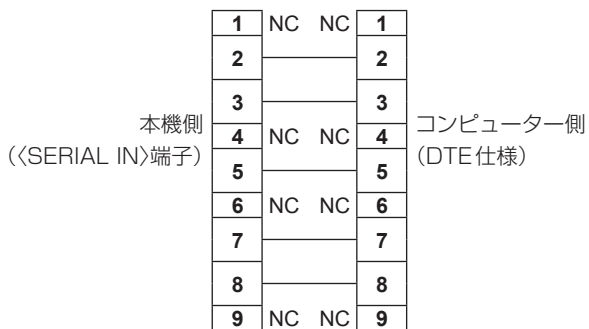 1 NC NC 1
2 2
3 3
本機側
(〈SERIAL IN〉端子)
4 NC NC 4
コンピューター側
(DTE仕様)
5 5
6 NC NC 6
7 7
8 8
9 NC NC 9